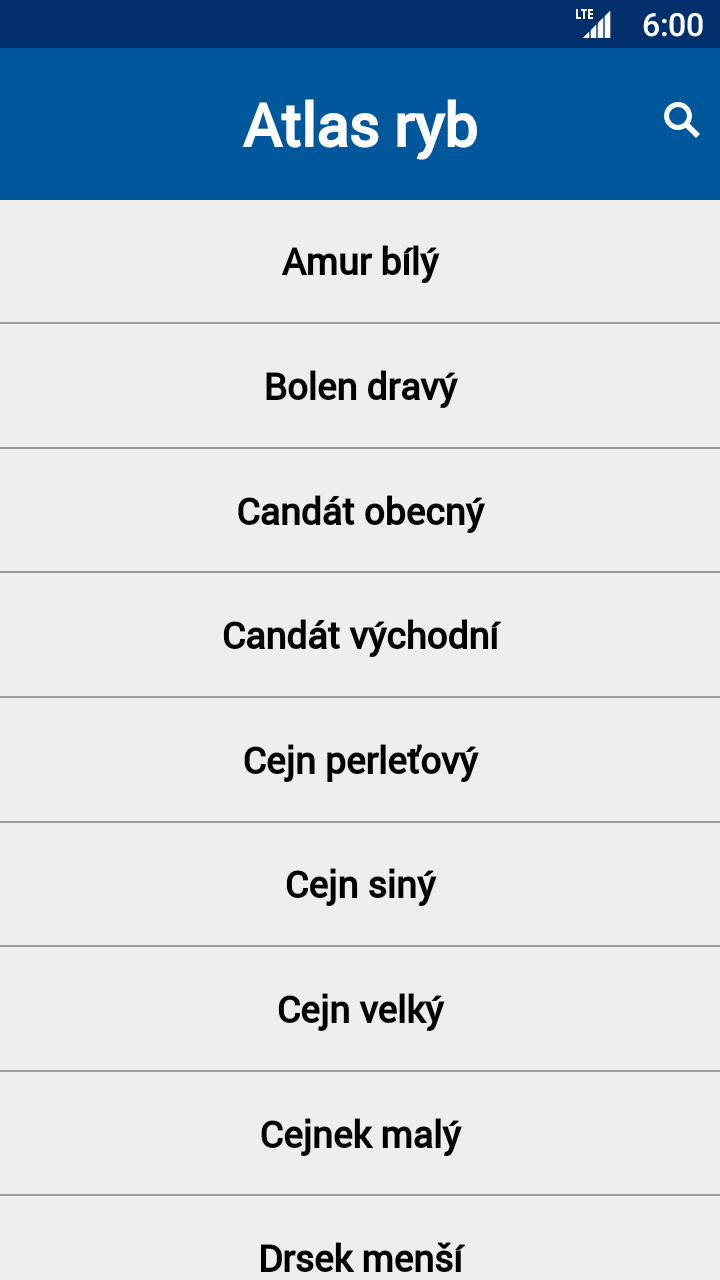 LTE 6:00
Atlas ryb
Amur bílý
Bolen dravý
Candát obecný
Candát východní
Cejn perleťový
Cejn siný
Cejn velký
Cejnek malý
Drsek menší